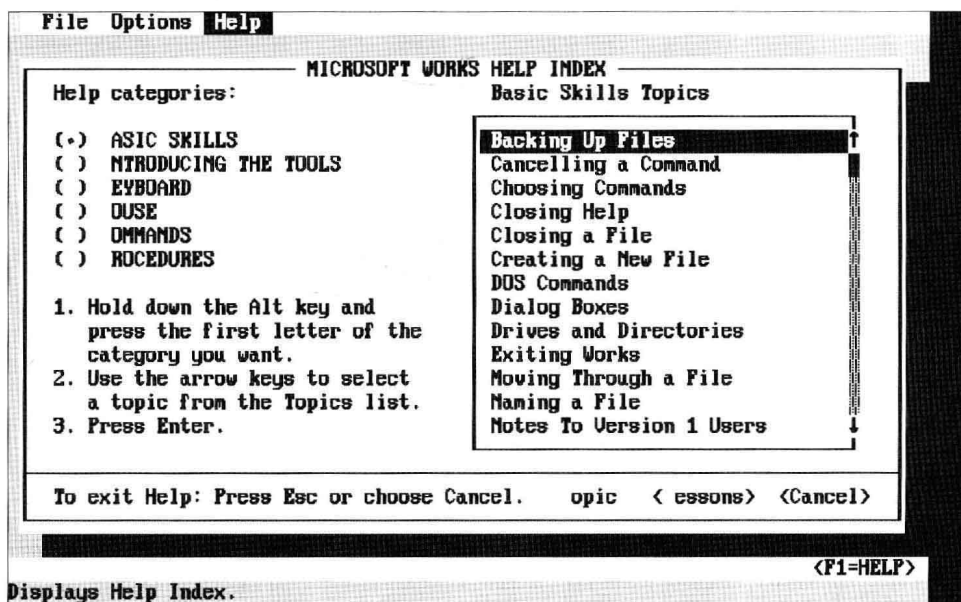 File Options Help
MICROSOFT WORKS HELP INDEX
Help categories:
(•) ASIC SKILLS
( ) NTRODUCING THE TOOLS
( ) EYBOARD
( ) OUSE
( ) OMMANDS
( ) ROCEDURES
1. Hold down the Alt key and
press the first letter of the
category you want.
2. Use the arrow keys to select
a topic from the Topics list.
3. Press Enter.
Basic Skills Topics
Backing Up Files
Cancelling a Command
Choosing Commands
Closing Help
Closing a File
Creating a New File
DOS Commands
Dialog Boxes
Drives and Directories
Exiting Works
Moving Through a File
Naming a File
Notes To Version 1 Users
To exit Help: Press Esc or choose Cancel. opic < essons> <Cancel>
<F1=HELP>
Displays Help Index.